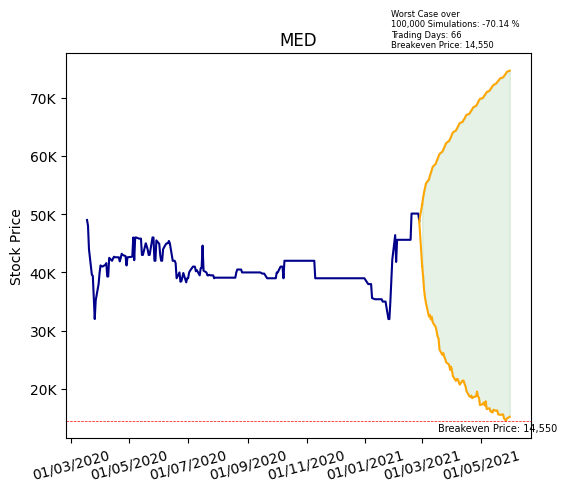 Worst Case over
100,000 Simulations: -70.14 %
Trading Days: 66
Breakeven Price: 14,550
MED
Stock Price
70K
60K
50K
40K
30K
20K
Breakeven Price: 14,550
01/03/2020
01/05/2020
01/07/2020
01/09/2020
01/11/2020
01/01/2021
01/03/2021
01/05/2021